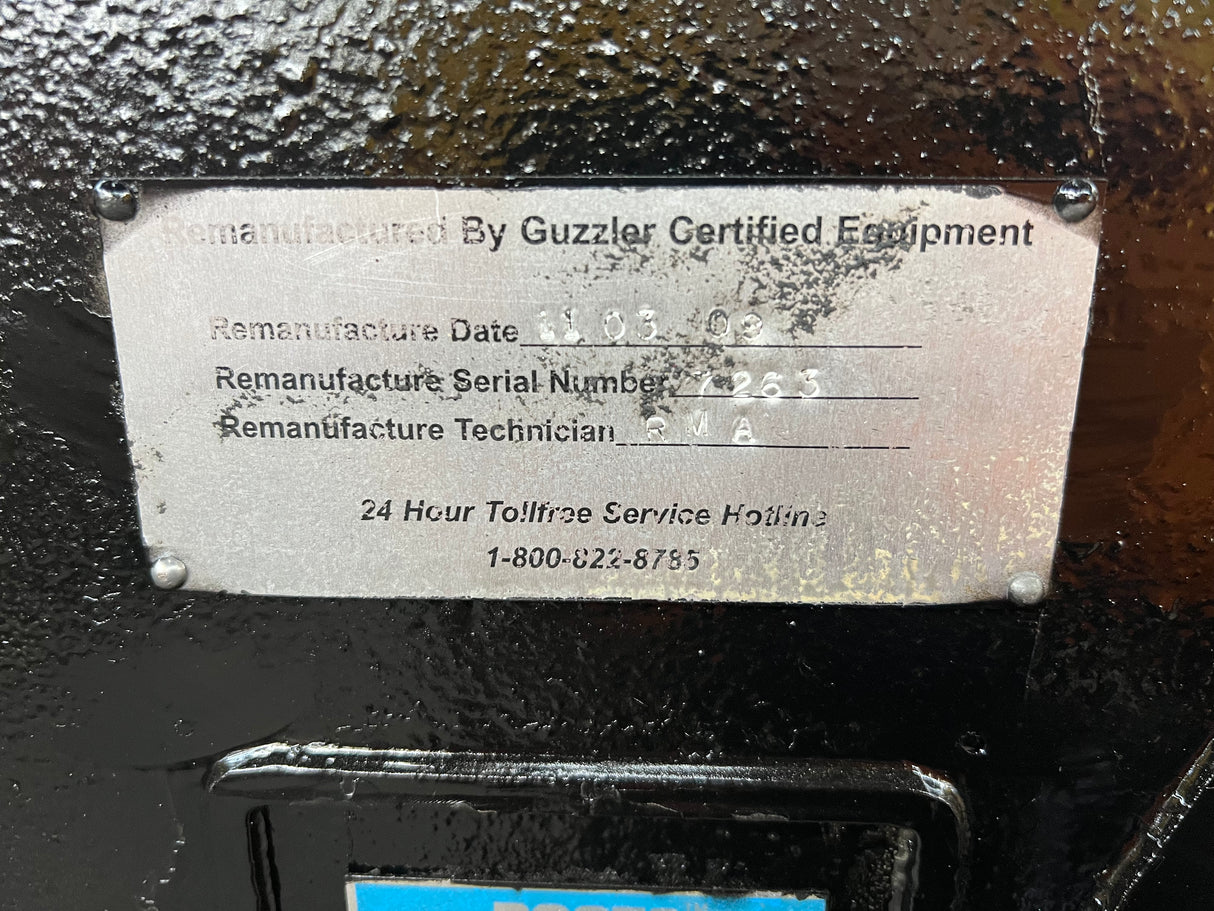 Remanufactured By Guzzler Certified Equipment
Remanufacture Date 11 03 09
Remanufacture Serial Number 7263
Remanufacture Technician R M A
24 Hour Tollfree Service Hotline
1-800-822-8785